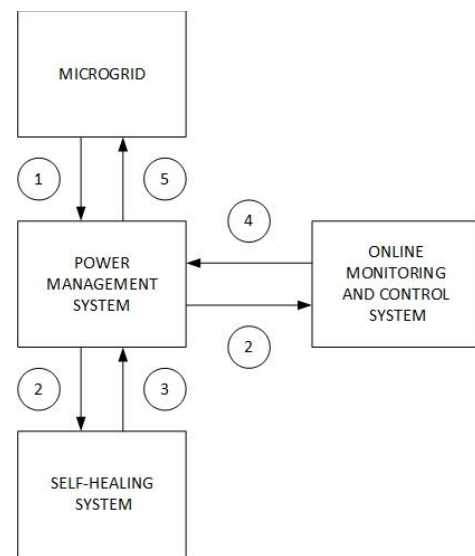 MICROGRID
1
5
POWER
MANAGEMENT
SYSTEM
4
2
ONLINE
MONITORING
AND CONTROL
SYSTEM
2
3
SELF-HEALING
SYSTEM